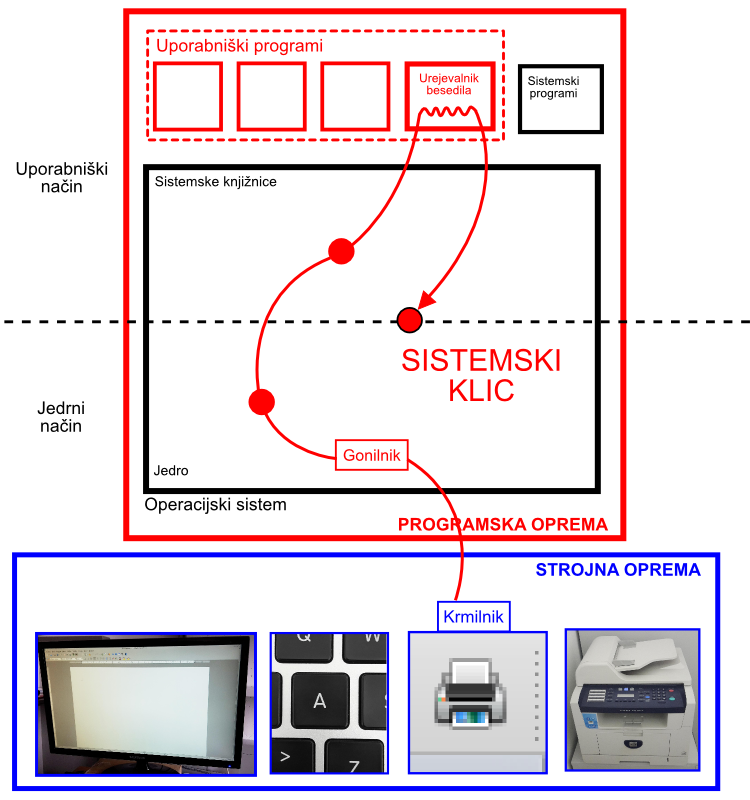 Uporabniški programi
Urejevalnik
besedila
Sistemski
programi
Uporabniški
način
Sistemske knjižnice
SISTEMSKI
KLIC
Jedrni
način
Gonilnik
Jedro
Operacijski sistem
PROGRAMSKA OPREMA
STROJNA OPREMA
Krmilnik
Q
W
A
S
>
Z